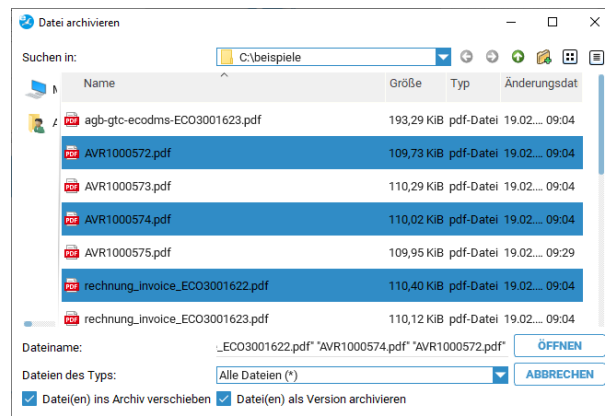 Datei archivieren
Suchen in: C:\beispiele
Name Größe Typ Änderungsdat
agb-gtc-ecodms-ECO3001623.pdf 193,29 KiB pdf-Datei 19.02.... 09:04
AVR1000572.pdf 109,73 KiB pdf-Datei 19.02.... 09:04
AVR1000573.pdf 110,29 KiB pdf-Datei 19.02.... 09:04
AVR1000574.pdf 110,02 KiB pdf-Datei 19.02.... 09:04
AVR1000575.pdf 109,95 KiB pdf-Datei 19.02.... 09:29
rechnung_invoice_ECO3001622.pdf 110,40 KiB pdf-Datei 19.02.... 09:04
rechnung_invoice_ECO3001623.pdf 110,12 KiB pdf-Datei 19.02.... 09:04
Dateiname: _ECO3001622.pdf" "AVR1000574.pdf" "AVR1000572.pdf" ÖFFNEN
Dateien des Typs: Alle Dateien (*) ABBRECHEN
Datei(en) ins Archiv verschieben Datei(en) als Version archivieren